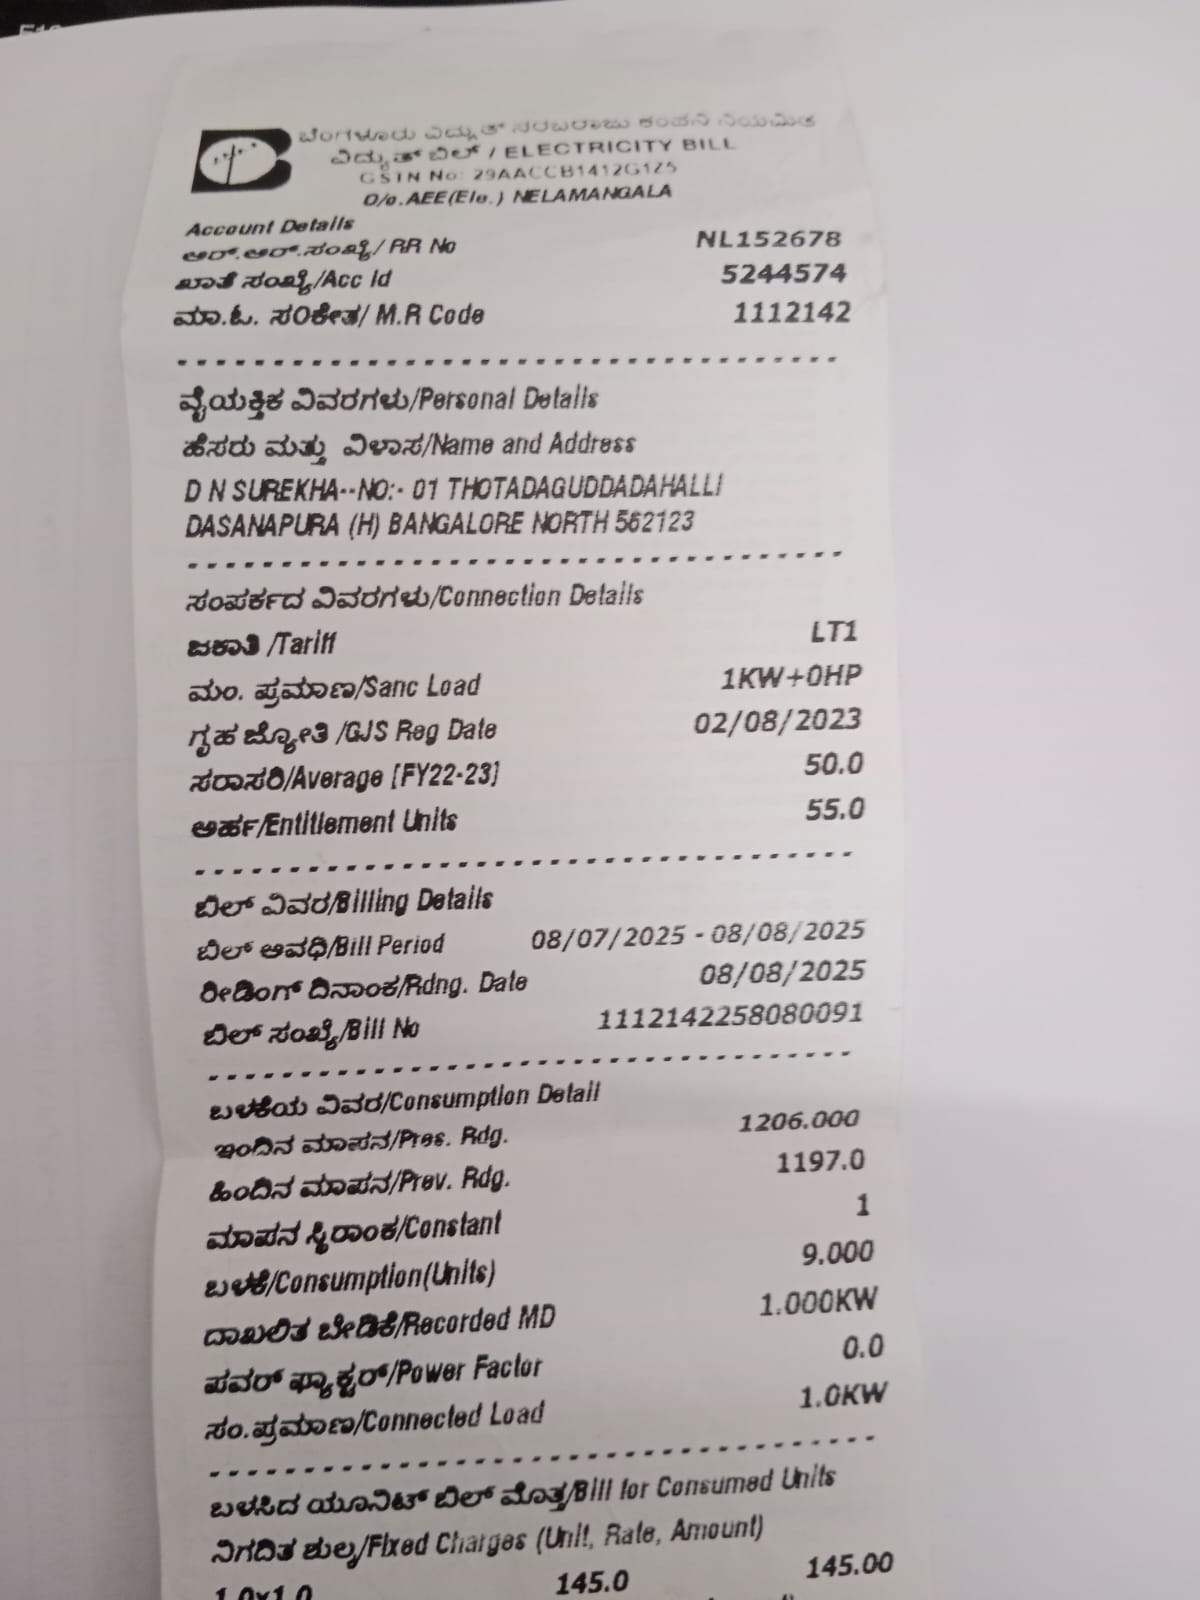 ಬೆಂಗಳೂರು ವಿದ್ಯುತ್ ಸರಬರಾಜು ಕಂಪನಿ ನಿಯಮಿತ
ವಿದ್ಯುತ್ ಬಿಲ್ / ELECTRICITY BILL
GSTN No: 29AACCB1412G1Z5
O/o.AEE(Ele.) NELAMANGALA
Account Details
ಆರ್.ಆರ್.ಸಂಖ್ಯೆ/ RR No NL152678
ಖಾತೆ ಸಂಖ್ಯೆ/Acc Id 5244574
ಮಾ.ಓ. ಸಂಕೇತ/ M.R Code 1112142
ವೈಯಕ್ತಿಕ ವಿವರಗಳು/Personal Details
ಹೆಸರು ಮತ್ತು ವಿಳಾಸ/Name and Address
D N SUREKHA--NO:- 01 THOTADAGUDDADAHALLI
DASANAPURA (H) BANGALORE NORTH 562123
ಸಂಪರ್ಕದ ವಿವರಗಳು/Connection Details
ಜಕಾತಿ /Tariff LT1
ಮಂ. ಪ್ರಮಾಣ/Sanc Load 1KW+0HP
ಗೃಹ ಜ್ಯೋತಿ /GJS Reg Date 02/08/2023
ಸರಾಸರಿ/Average [FY22-23] 50.0
ಅರ್ಹ/Entitlement Units 55.0
ಬಿಲ್ ವಿವರ/Billing Details
ಬಿಲ್ ಅವಧಿ/Bill Period 08/07/2025 - 08/08/2025
ರೀಡಿಂಗ್ ದಿನಾಂಕ/Rdng. Date 08/08/2025
ಬಿಲ್ ಸಂಖ್ಯೆ/Bill No 1112142258080091
ಬಳಕೆಯ ವಿವರ/Consumption Detail
ಇಂದಿನ ಮಾಪನ/Pres. Rdg. 1206.000
ಹಿಂದಿನ ಮಾಪನ/Prev. Rdg. 1197.0
ಮಾಪನ ಸ್ಥಿರಾಂಕ/Constant 1
ಬಳಕೆ/Consumption(Units) 9.000
ದಾಖಲಿತ ಬೇಡಿಕೆ/Recorded MD 1.000KW
ಪವರ್ ಫ್ಯಾಕ್ಟರ್/Power Factor 0.0
ಸಂ.ಪ್ರಮಾಣ/Connected Load 1.0KW
ಬಳಸಿದ ಯೂನಿಟ್ ಬಿಲ್ ಮೊತ್ತ/Bill for Consumed Units
ನಿಗದಿತ ಶುಲ್ಕ/Fixed Charges (Unit, Rate, Amount)
1.0x1.0 145.0 145.00